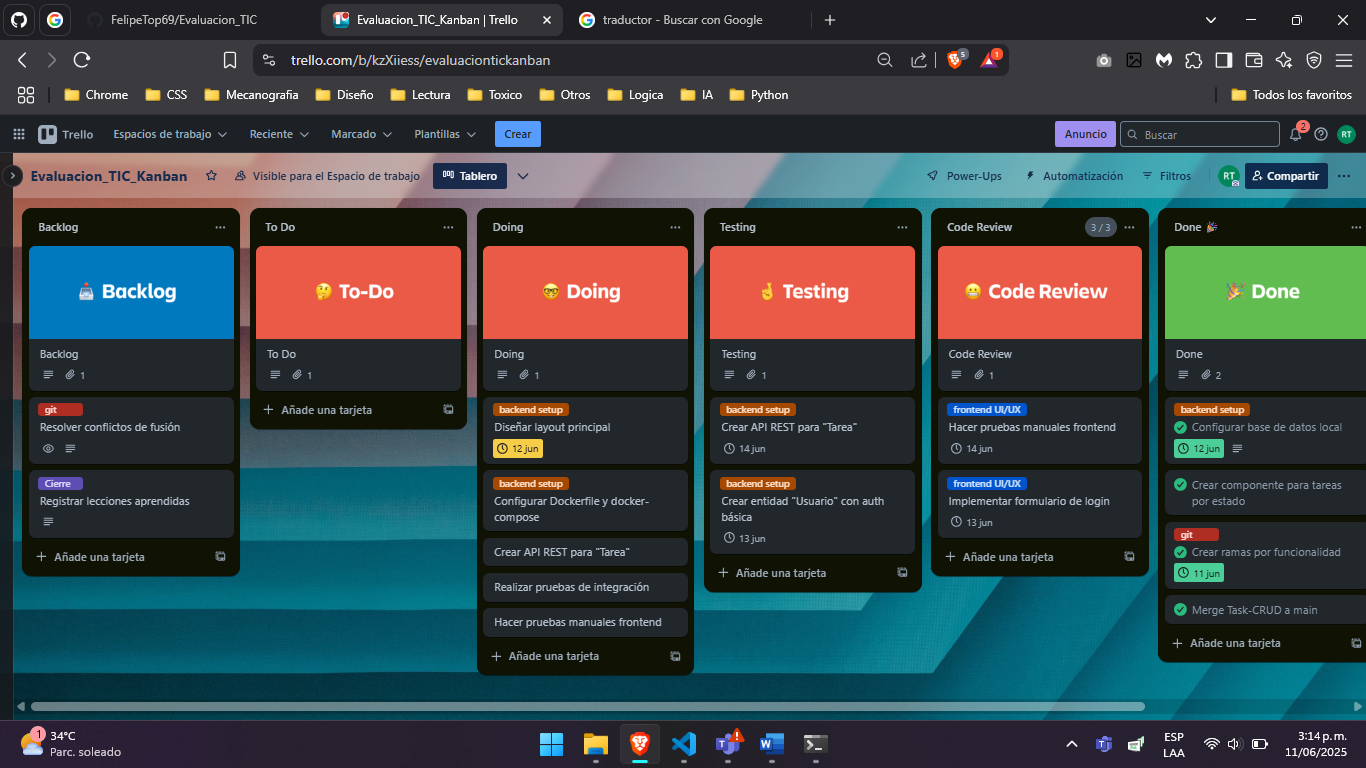 FelipeTop69/Evaluacion_TIC
Evaluacion_TIC_Kanban | Trello
traductor - Buscar con Google
trello.com/b/kzXiiess/evaluaciontickanban
5
1
Chrome
CSS
Mecanografia
Diseño
Lectura
Toxico
Otros
Logica
IA
Python
Todos los favoritos
Trello
Espacios de trabajo
Reciente
Marcado
Plantillas
Crear
Anuncio
Buscar
2
RT
Evaluacion_TIC_Kanban
Visible para el Espacio de trabajo
Tablero
Power-Ups
Automatización
Filtros
RT
Compartir
Backlog
Backlog
Backlog
1
git
Resolver conflictos de fusión
Cierre
Registrar lecciones aprendidas
Añade una tarjeta
To Do
To-Do
To Do
1
Añade una tarjeta
Doing
Doing
Doing
1
backend setup
Diseñar layout principal
12 jun
backend setup
Configurar Dockerfile y docker-
compose
Crear API REST para "Tarea"
Realizar pruebas de integración
Hacer pruebas manuales frontend
Añade una tarjeta
Testing
Testing
Testing
1
backend setup
Crear API REST para "Tarea"
14 jun
backend setup
Crear entidad "Usuario" con auth
básica
13 jun
Añade una tarjeta
Code Review
3 / 3
Code Review
Code Review
1
frontend UI/UX
Hacer pruebas manuales frontend
14 jun
frontend UI/UX
Implementar formulario de login
13 jun
Añade una tarjeta
Done 🎉
Done
Done
2
backend setup
Configurar base de datos local
12 jun
Crear componente para tareas
por estado
git
Crear ramas por funcionalidad
11 jun
Merge Task-CRUD a main
Añade una tarjeta
1
34°C
Parc. soleado
ESP
LAA
3:14 p. m.
11/06/2025